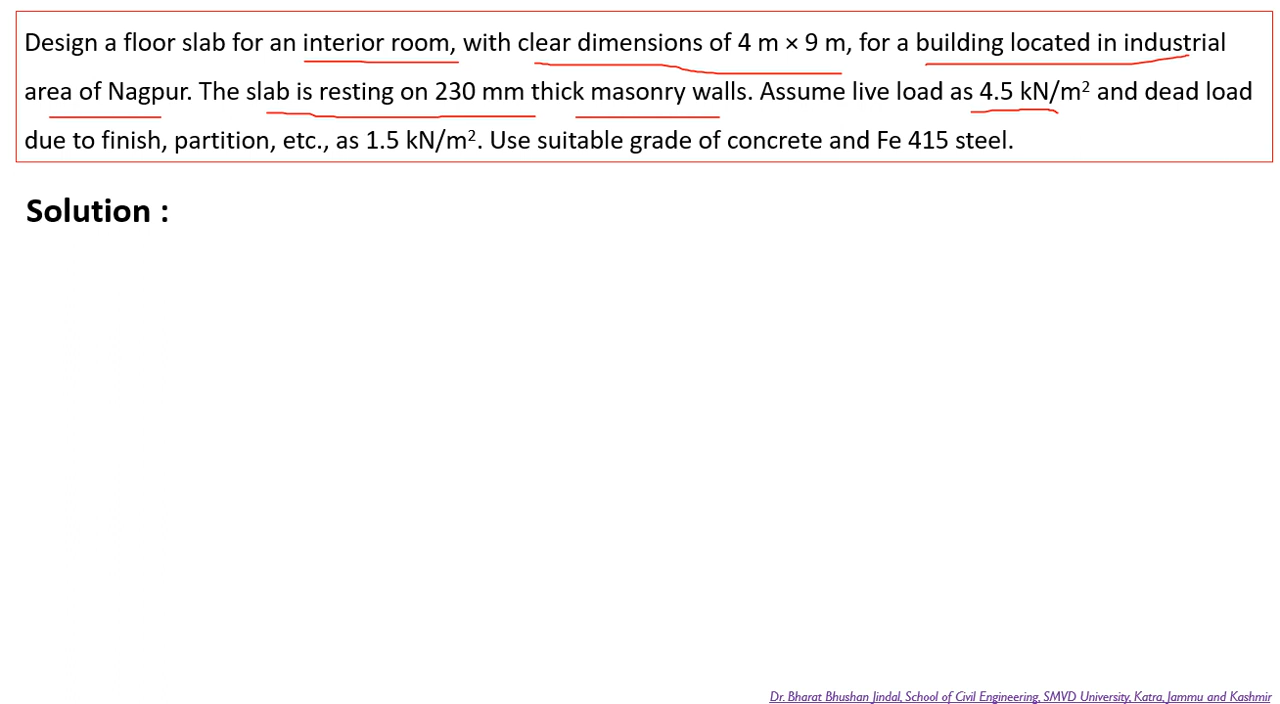 Design a floor slab for an interior room, with clear dimensions of 4 m × 9 m, for a building located in industrial
area of Nagpur. The slab is resting on 230 mm thick masonry walls. Assume live load as 4.5 kN/m² and dead load
due to finish, partition, etc., as 1.5 kN/m². Use suitable grade of concrete and Fe 415 steel.
Solution :
Dr. Bharat Bhushan Jindal, School of Civil Engineering, SMVD University, Katra, Jammu and Kashmir